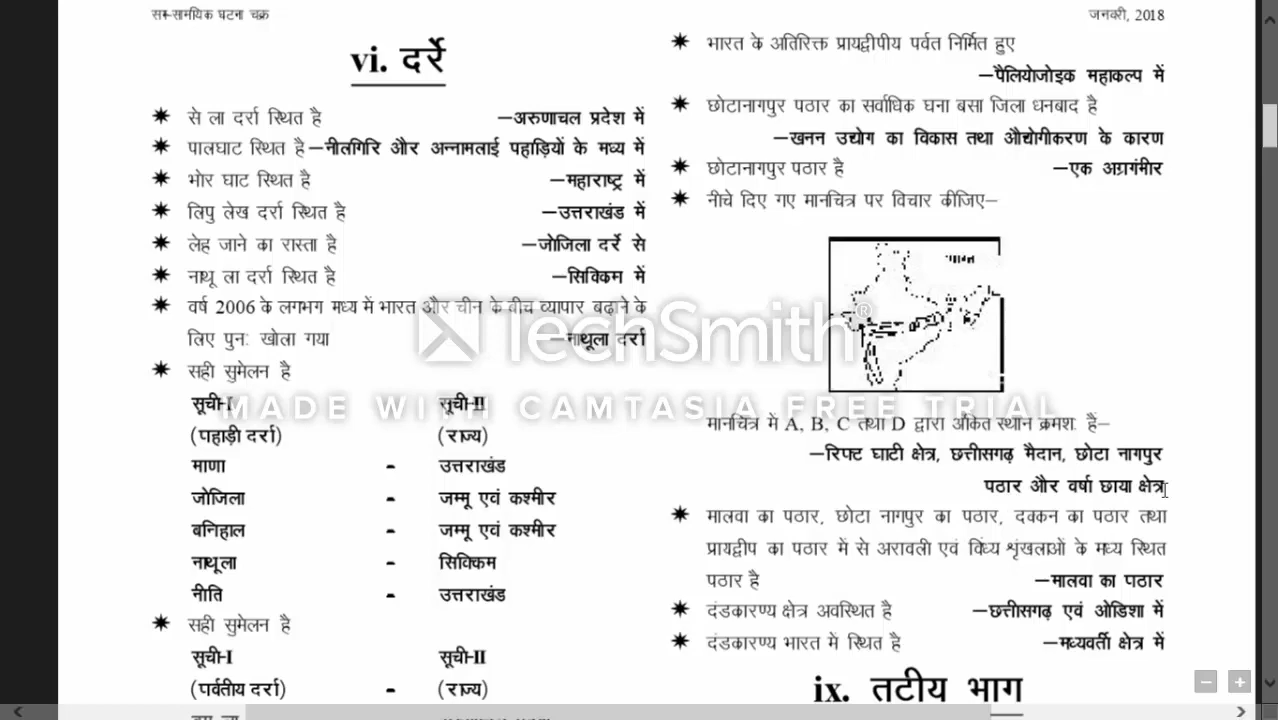 सम-सामयिक घटना चक्र
जनवरी, 2018
vi. दर्रे
✷ से ला दर्रा स्थित है –अरुणाचल प्रदेश में
✷ पालघाट स्थित है –नीलगिरि और अन्नामलाई पहाड़ियों के मध्य में
✷ भोर घाट स्थित है –महाराष्ट्र में
✷ लिपु लेख दर्रा स्थित है –उत्तराखंड में
✷ लेह जाने का रास्ता है –जोजिला दर्रे से
✷ नाथू ला दर्रा स्थित है –सिक्किम में
✷ वर्ष 2006 के लगभग मध्य में भारत और चीन के बीच व्यापार बढ़ाने के
लिए पुन: खोला गया –नाथूला दर्रा
✷ सही सुमेलन है
सूची-I सूची-II
(पहाड़ी दर्रा) (राज्य)
माणा - उत्तराखंड
जोजिला - जम्मू एवं कश्मीर
बनिहाल - जम्मू एवं कश्मीर
नाथूला - सिक्किम
नीति - उत्तराखंड
✷ सही सुमेलन है
सूची-I सूची-II
(पर्वतीय दर्रा) - (राज्य)
✷ भारत के अतिरिक्त प्रायद्वीपीय पर्वत निर्मित हुए
–पैलियोजोइक महाकल्प में
✷ छोटानागपुर पठार का सर्वाधिक घना बसा जिला धनबाद है
–खनन उद्योग का विकास तथा औद्योगीकरण के कारण
✷ छोटानागपुर पठार है –एक अग्रगंभीर
✷ नीचे दिए गए मानचित्र पर विचार कीजिए–
भारत
मानचित्र में A, B, C तथा D द्वारा अंकित स्थान क्रमश: हैं–
–रिफ्ट घाटी क्षेत्र, छत्तीसगढ़ मैदान, छोटा नागपुर
पठार और वर्षा छाया क्षेत्र
✷ मालवा का पठार, छोटा नागपुर का पठार, दक्कन का पठार तथा
प्रायद्वीप का पठार में से अरावली एवं विंध्य शृंखलाओं के मध्य स्थित
पठार है –मालवा का पठार
✷ दंडकारण्य क्षेत्र अवस्थित है –छत्तीसगढ़ एवं ओडिशा में
✷ दंडकारण्य भारत में स्थित है –मध्यवर्ती क्षेत्र में
ix. तटीय भाग
TechSmith®
MADE WITH CAMTASIA FREE TRIAL